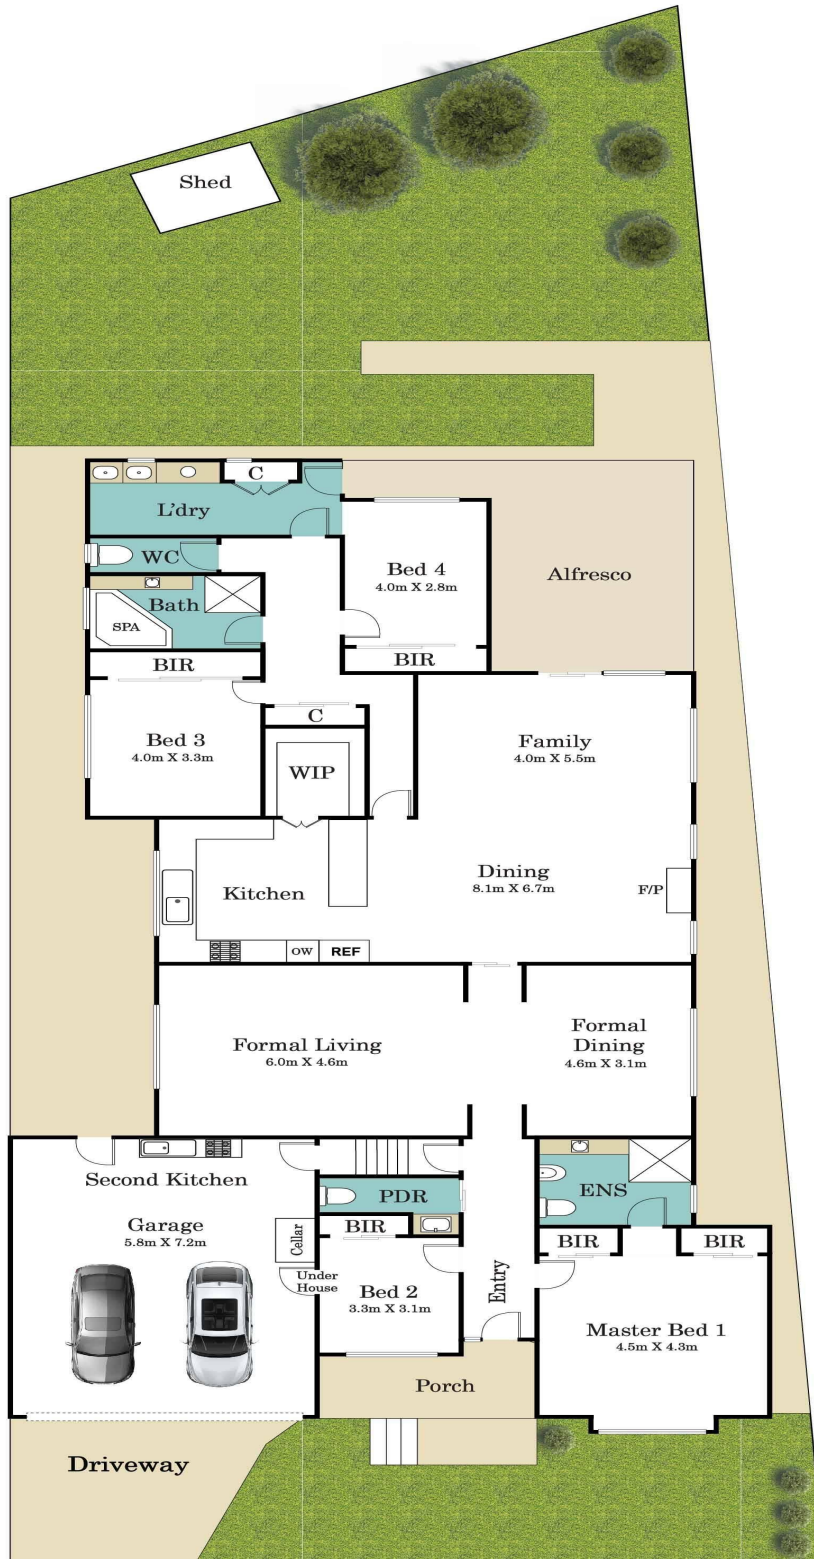 Shed
C
L'dry
WC
Bed 4
4.0m X 2.8m
Alfresco
Bath
SPA
BIR
BIR
C
Bed 3
4.0m X 3.3m
WIP
Family
4.0m X 5.5m
Kitchen
Dining
8.1m X 6.7m
F/P
OW
REF
Formal Living
6.0m X 4.6m
Formal
Dining
4.6m X 3.1m
Second Kitchen
PDR
ENS
Garage
5.8m X 7.2m
Cellar
BIR
BIR
BIR
Under
House
Bed 2
3.3m X 3.1m
Entry
Master Bed 1
4.5m X 4.3m
Porch
Driveway